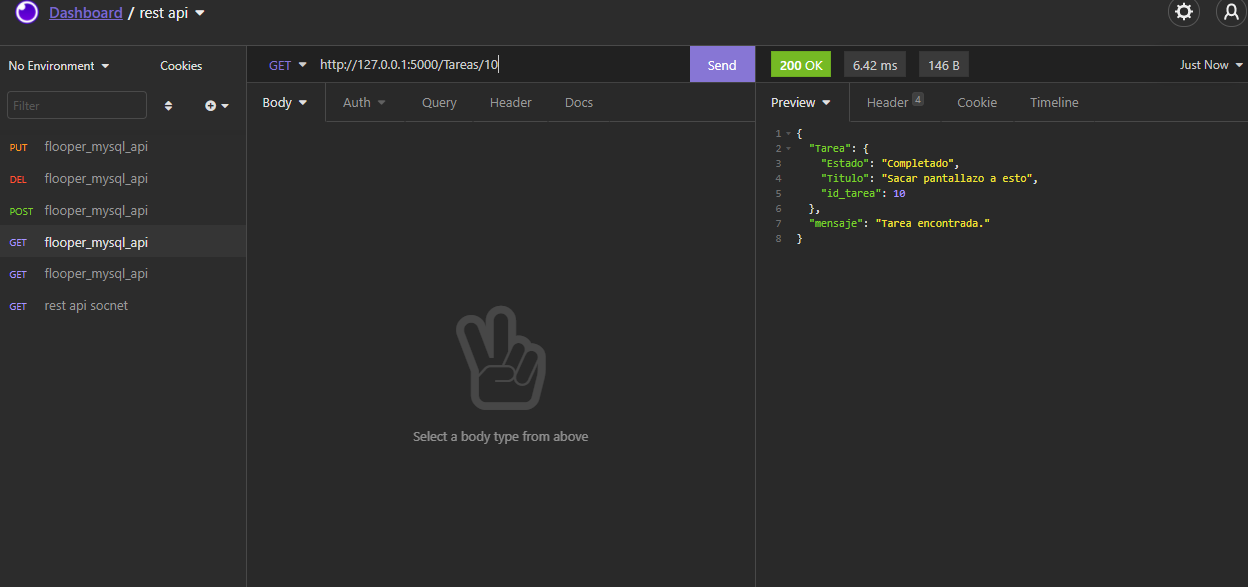 Dashboard / rest api
No Environment
Cookies
Filter
PUT flooper_mysql_api
DEL flooper_mysql_api
POST flooper_mysql_api
GET flooper_mysql_api
GET flooper_mysql_api
GET rest api socnet
GET http://127.0.0.1:5000/Tareas/10
Send
Body Auth Query Header Docs
Select a body type from above
200 OK 6.42 ms 146 B Just Now
Preview Header 4 Cookie Timeline
1 {
2 "Tarea": {
3 "Estado": "Completado",
4 "Titulo": "Sacar pantallazo a esto",
5 "id_tarea": 10
6 },
7 "mensaje": "Tarea encontrada."
8 }